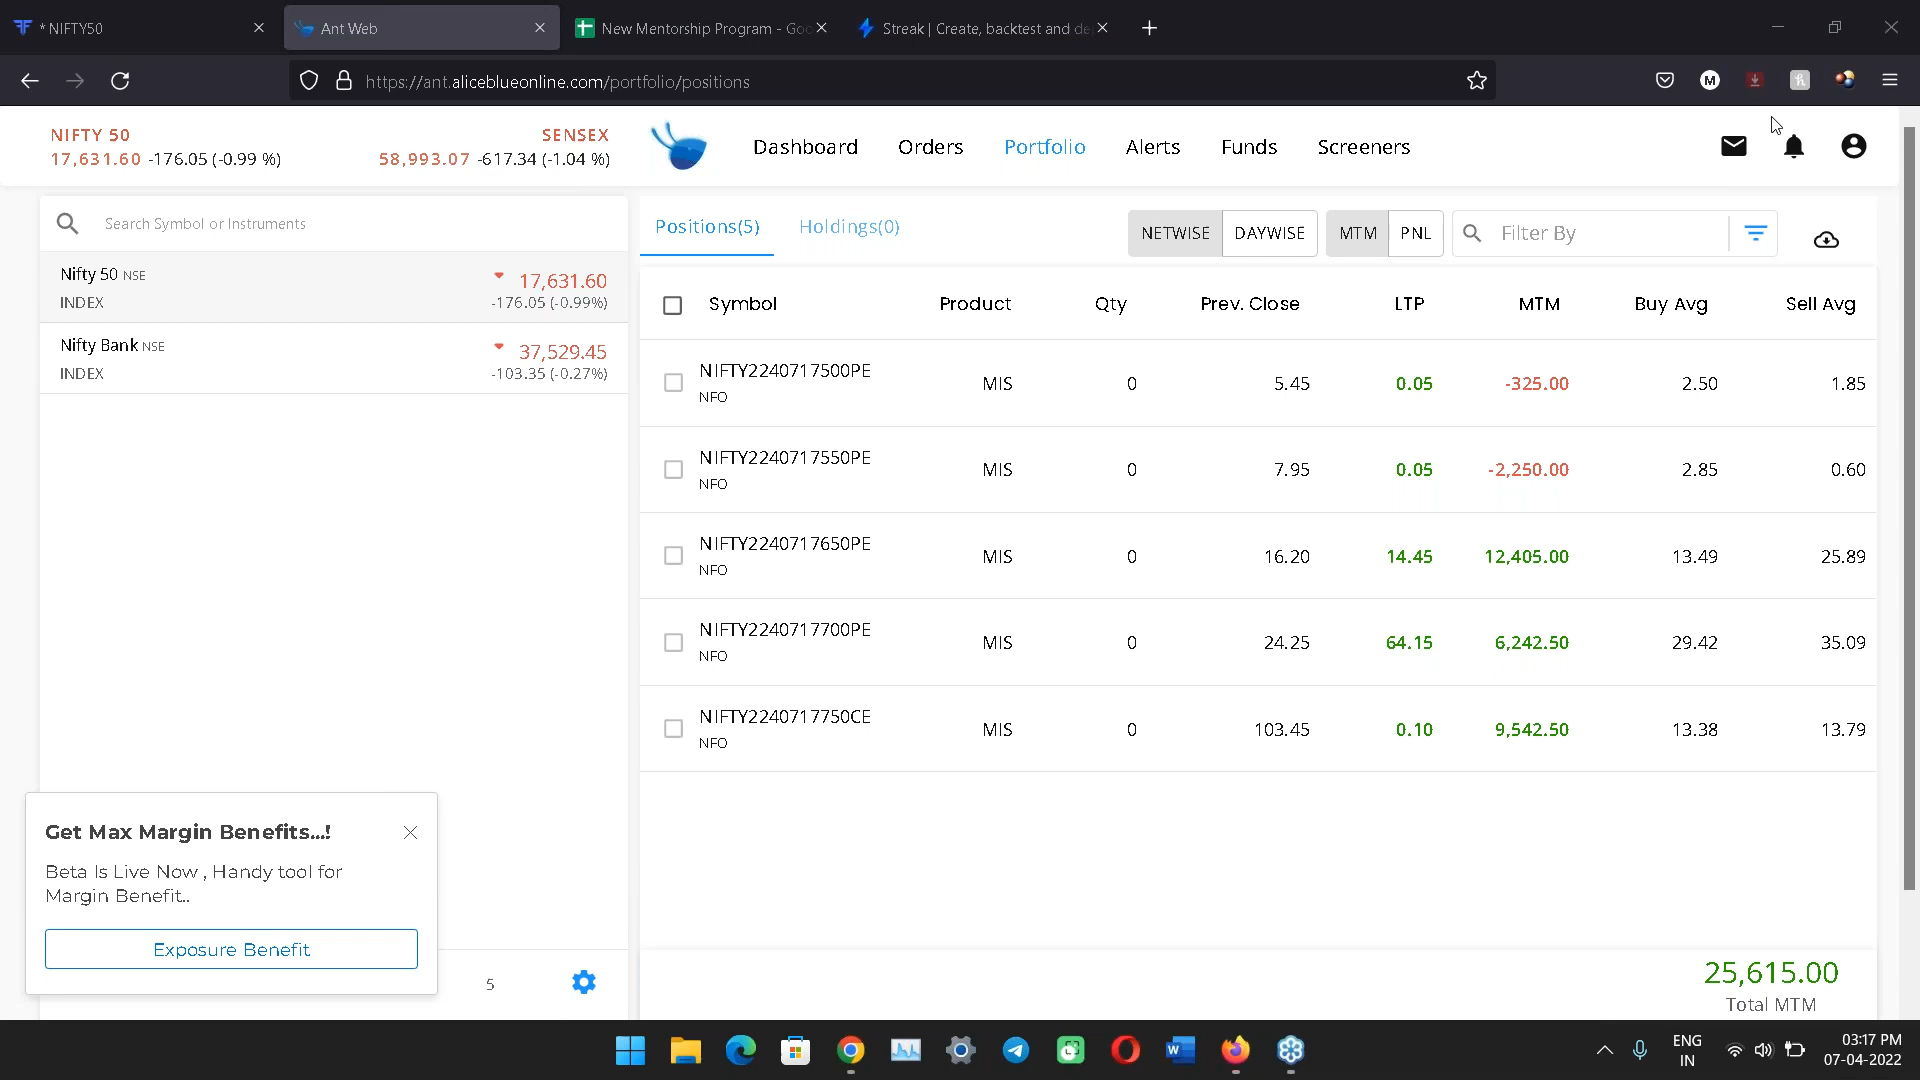 * NIFTY50
Ant Web
New Mentorship Program - Goo
Streak | Create, backtest and de
https://ant.aliceblueonline.com/portfolio/positions
NIFTY 50
17,631.60 -176.05 (-0.99 %)
SENSEX
58,993.07 -617.34 (-1.04 %)
Dashboard Orders Portfolio Alerts Funds Screeners
Search Symbol or Instruments
Nifty 50 NSE 17,631.60
INDEX -176.05 (-0.99%)
Nifty Bank NSE 37,529.45
INDEX -103.35 (-0.27%)
Positions(5) Holdings(0) NETWISE DAYWISE MTM PNL Filter By
Symbol Product Qty Prev. Close LTP MTM Buy Avg Sell Avg
NIFTY2240717500PE MIS 0 5.45 0.05 -325.00 2.50 1.85
NFO
NIFTY2240717550PE MIS 0 7.95 0.05 -2,250.00 2.85 0.60
NFO
NIFTY2240717650PE MIS 0 16.20 14.45 12,405.00 13.49 25.89
NFO
NIFTY2240717700PE MIS 0 24.25 64.15 6,242.50 29.42 35.09
NFO
NIFTY2240717750CE MIS 0 103.45 0.10 9,542.50 13.38 13.79
NFO
Get Max Margin Benefits...!
Beta Is Live Now , Handy tool for
Margin Benefit..
Exposure Benefit
5
25,615.00
Total MTM
ENG
IN
03:17 PM
07-04-2022